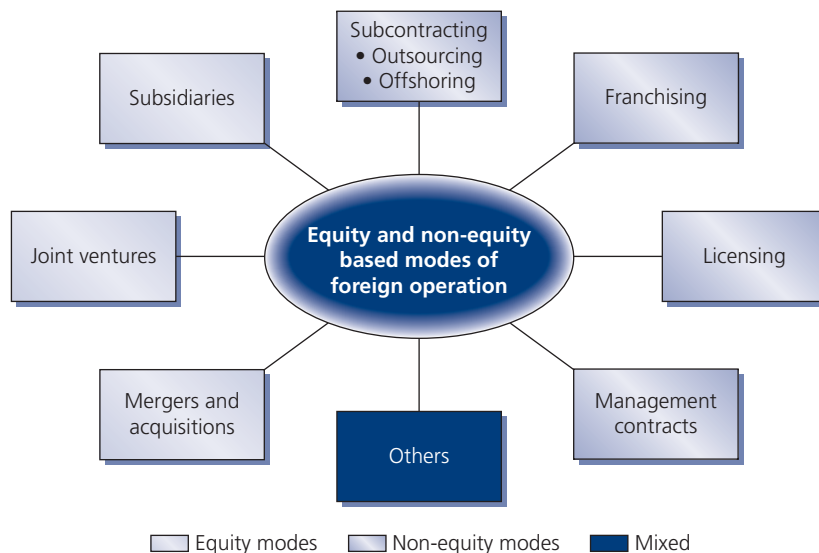 Subcontracting
• Outsourcing
• Offshoring
Subsidiaries
Franchising
Equity and non-equity
based modes of
foreign operation
Joint ventures
Licensing
Mergers and
acquisitions
Management
contracts
Others
Equity modes
Non-equity modes
Mixed